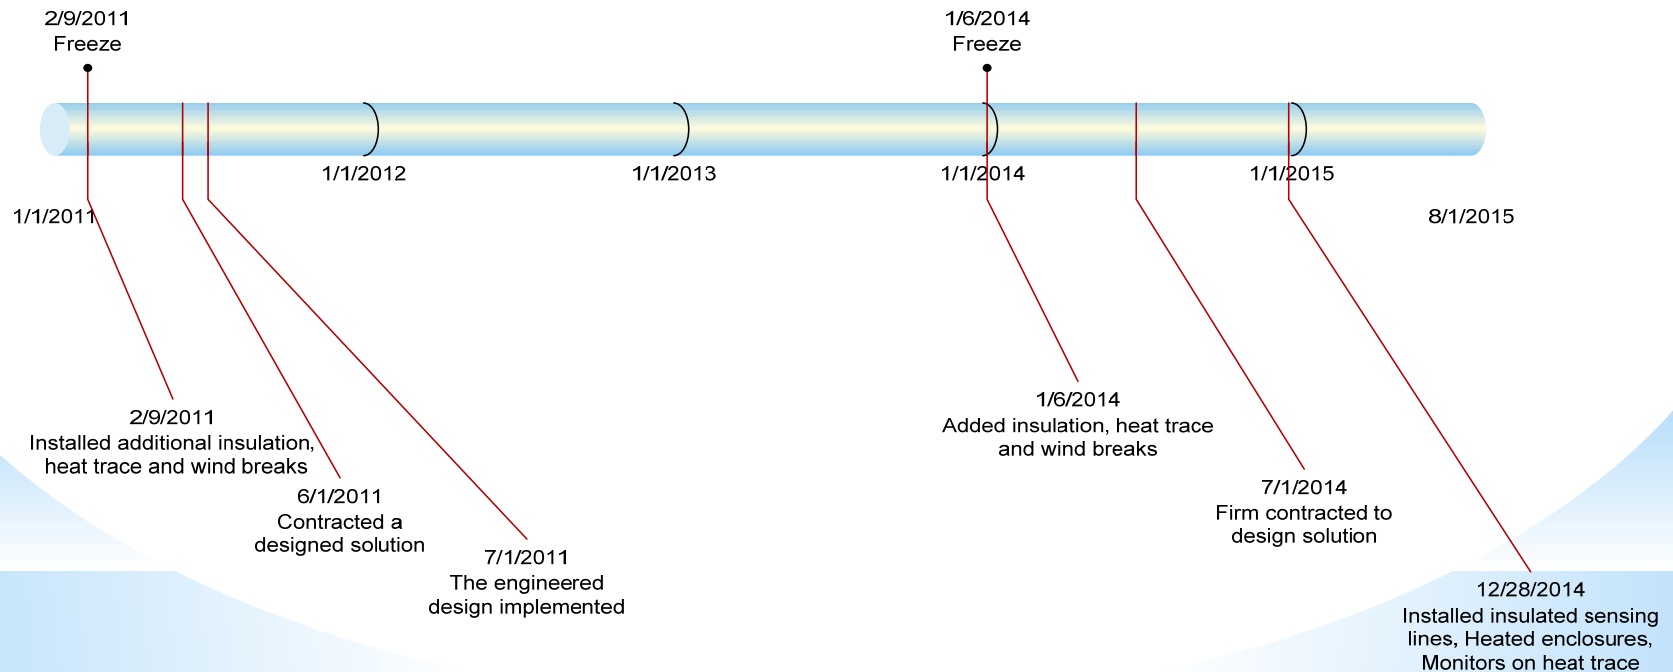 2/9/2011
Freeze
1/6/2014
Freeze
1/1/2012
1/1/2013
1/1/2014
1/1/2015
1/1/2011
8/1/2015
2/9/2011
Installed additional insulation,
heat trace and wind breaks
6/1/2011
Contracted a
designed solution
7/1/2011
The engineered
design implemented
1/6/2014
Added insulation, heat trace
and wind breaks
7/1/2014
Firm contracted to
design solution
12/28/2014
Installed insulated sensing
lines, Heated enclosures,
Monitors on heat trace